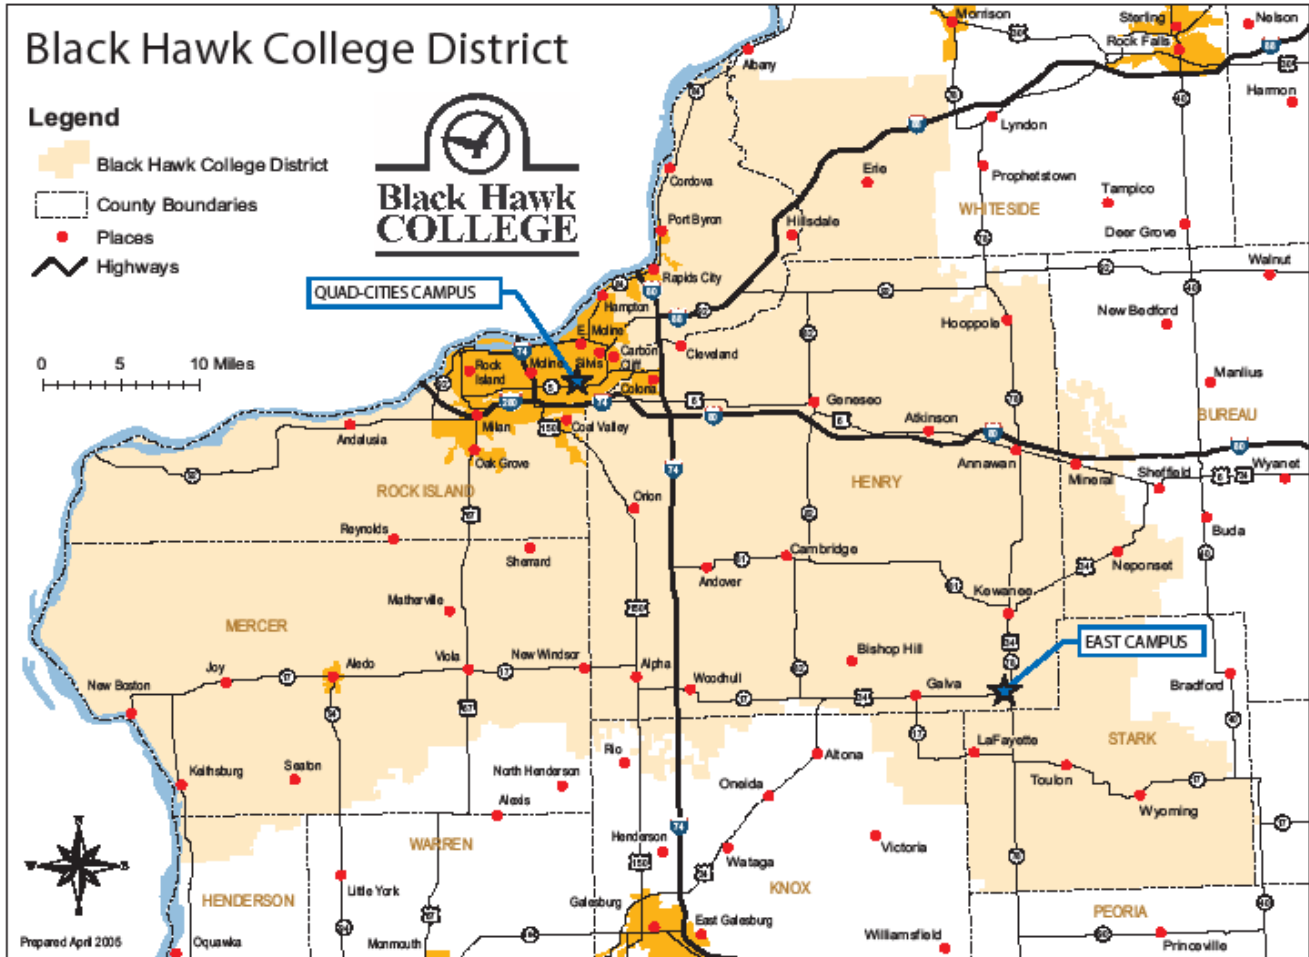 Black Hawk College District
Legend
Black Hawk College District
County Boundaries
Places
Highways
Black Hawk
COLLEGE
QUAD-CITIES CAMPUS
EAST CAMPUS
0 5 10 Miles
Morrison
Sterling
Nelson
Rock Falls
Albany
Harmon
Lyndon
Erie
Cordova
Prophetstown
Tampico
Port Byron
Hillsdale
WHITESIDE
Deer Grove
Walnut
Rapids City
Hampton
Hooppole
New Bedford
E. Moline
Rock
Island
Moline
Silvis
Carbon
Cliff
Cleveland
Colona
Manlius
Geneseo
Atkinson
BUREAU
Milan
Coal Valley
Andalusia
Oak Grove
Annawan
Mineral
Sheffield
Wyanet
ROCK ISLAND
HENRY
Orion
Reynolds
Buda
Sherrard
Cambridge
Neponset
Andover
Kewanee
Matherville
MERCER
Bishop Hill
Joy
Aledo
Viola
New Windsor
Alpha
Woodhull
Galva
Bradford
New Boston
LaFayette
STARK
Rio
Altona
Keithsburg
Seaton
North Henderson
Oneida
Toulon
Wyoming
Alexis
WARREN
Henderson
Wataga
Victoria
Little York
KNOX
HENDERSON
Galesburg
East Galesburg
PEORIA
Prepared April 2005
Oquawka
Monmouth
Williamsfield
Princeville